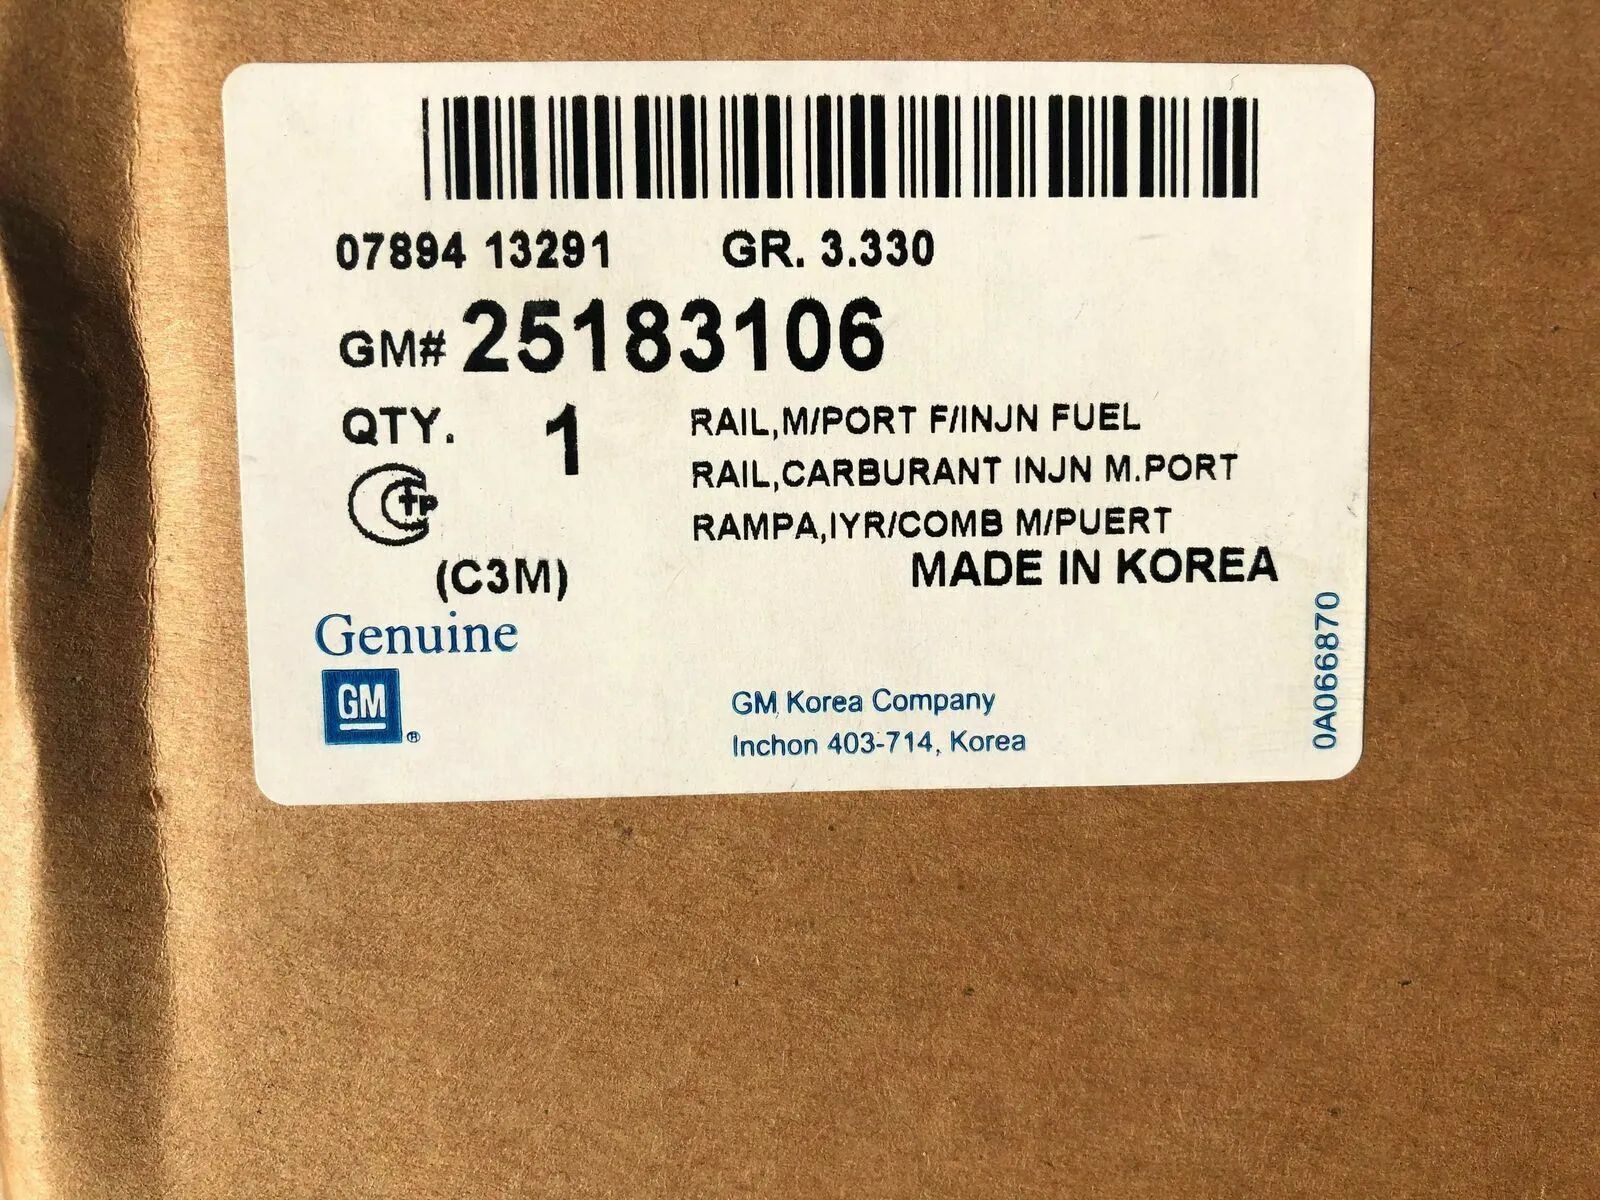 07894 13291 GR. 3.330
GM# 25183106
QTY. 1
RAIL,M/PORT F/INJN FUEL
RAIL,CARBURANT INJN M.PORT
RAMPA,IYR/COMB M/PUERT
CTP
(C3M)
MADE IN KOREA
Genuine
GM ®
GM Korea Company
Inchon 403-714, Korea
0A066870